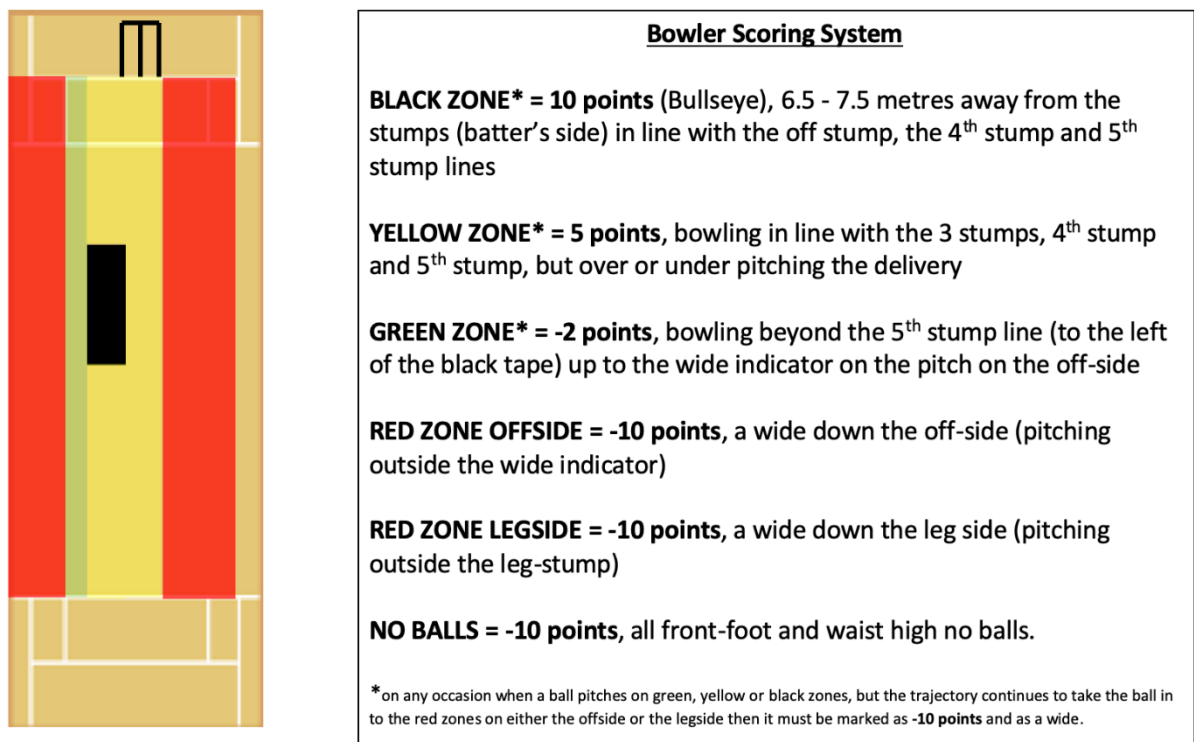 Bowler Scoring System
BLACK ZONE* = 10 points (Bullseye), 6.5 - 7.5 metres away from the
stumps (batter’s side) in line with the off stump, the 4th stump and 5th
stump lines
YELLOW ZONE* = 5 points, bowling in line with the 3 stumps, 4th stump
and 5th stump, but over or under pitching the delivery
GREEN ZONE* = -2 points, bowling beyond the 5th stump line (to the left
of the black tape) up to the wide indicator on the pitch on the off-side
RED ZONE OFFSIDE = -10 points, a wide down the off-side (pitching
outside the wide indicator)
RED ZONE LEGSIDE = -10 points, a wide down the leg side (pitching
outside the leg-stump)
NO BALLS = -10 points, all front-foot and waist high no balls.
*on any occasion when a ball pitches on green, yellow or black zones, but the trajectory continues to take the ball in
to the red zones on either the offside or the legside then it must be marked as -10 points and as a wide.